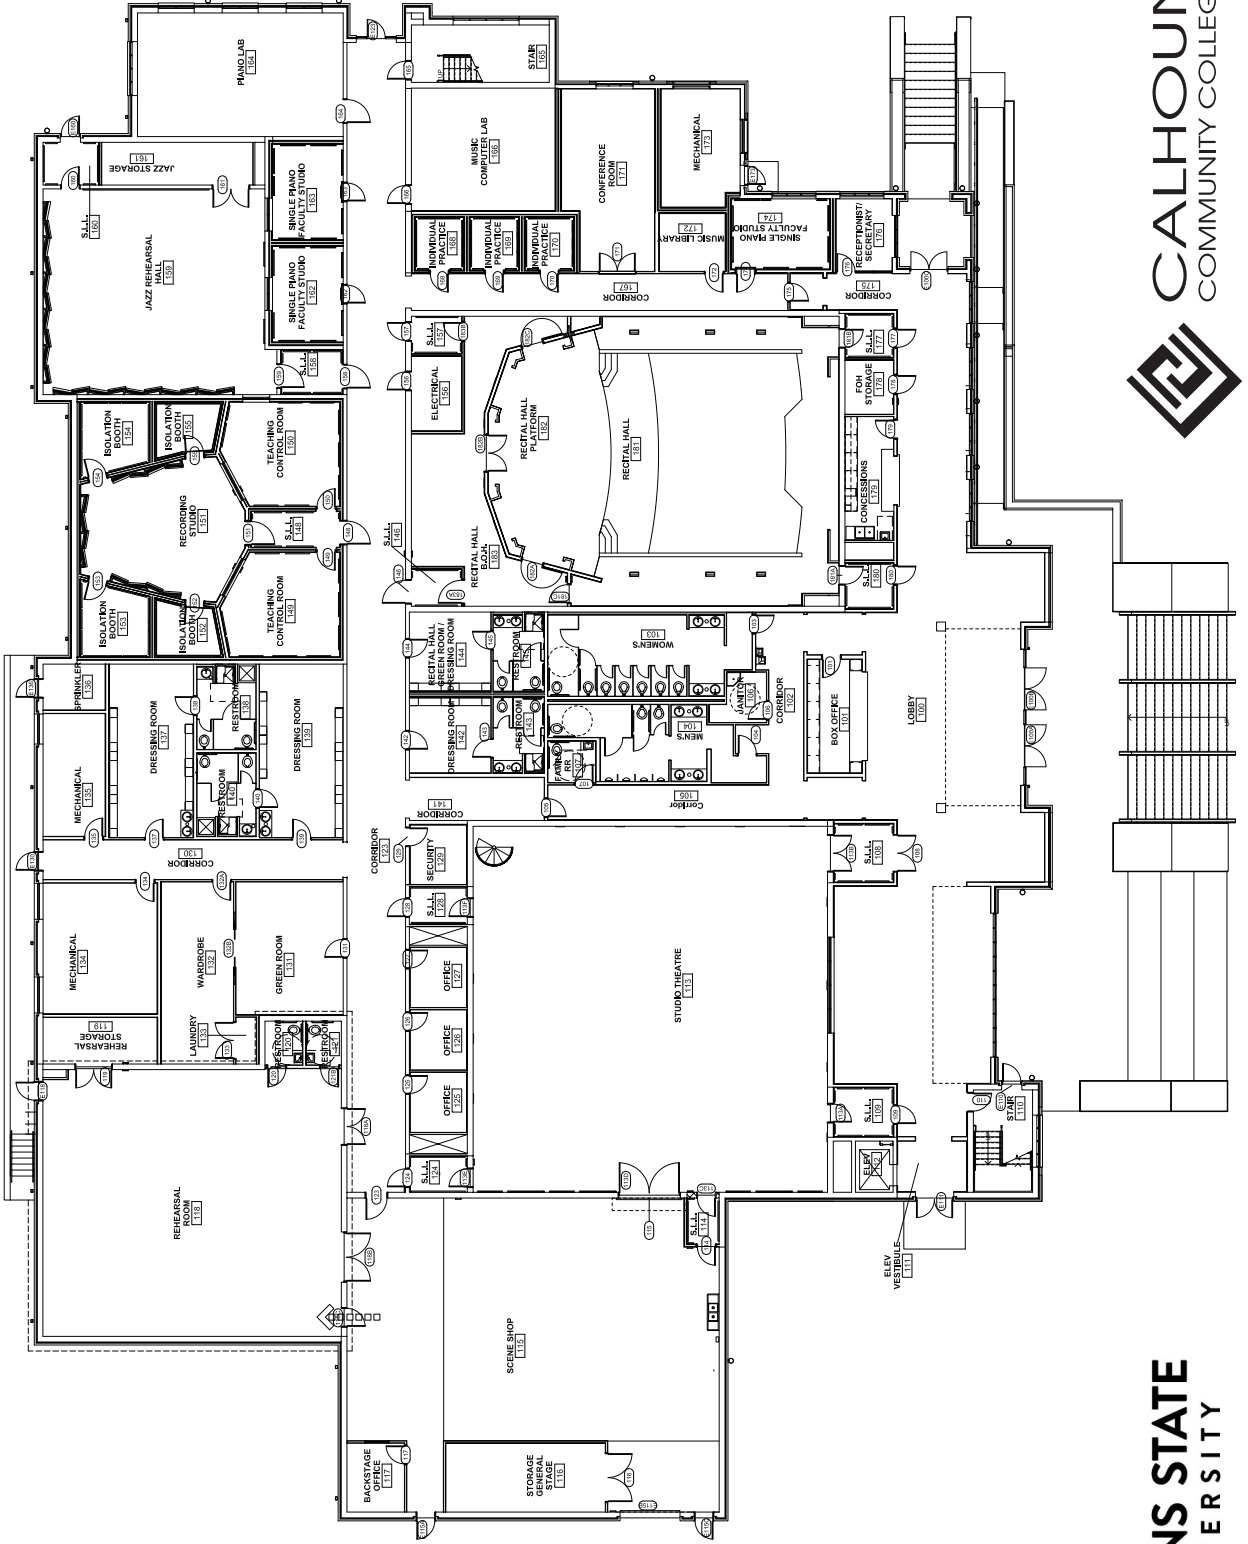 PIANO LAB
164
STAIR
165
UP
JAZZ STORAGE
161
S.L.L.
160
MUSIC
COMPUTER LAB
166
CONFERENCE
ROOM
171
MECHANICAL
173
SINGLE PIANO
FACULTY STUDIO
163
SINGLE PIANO
FACULTY STUDIO
162
JAZZ REHEARSAL
HALL
159
INDIVIDUAL
PRACTICE
168
INDIVIDUAL
PRACTICE
169
INDIVIDUAL
PRACTICE
170
MUSIC LIBRARY
172
SINGLE PIANO
FACULTY STUDIO
174
RECEPTIONIST/
SECRETARY
176
CORRIDOR
167
CORRIDOR
175
S.L.L.
158
S.L.L.
157
ELECTRICAL
156
RECITAL HALL
PLATFORM
182
RECITAL HALL
181
S.L.L.
177
FOH
STORAGE
178
CONCESSIONS
179
S.L.L.
180
ISOLATION
BOOTH
154
ISOLATION
BOOTH
155
TEACHING
CONTROL ROOM
150
RECORDING
STUDIO
151
S.L.L.
148
S.L.L.
146
RECITAL HALL
B.O.H.
183
ISOLATION
BOOTH
153
ISOLATION
BOOTH
152
TEACHING
CONTROL ROOM
149
SPRINKLER
136
MECHANICAL
135
DRESSING ROOM
137
RESTROOM
138
RESTROOM
140
DRESSING ROOM
139
RECITAL HALL
GREEN ROOM /
DRESSING ROOM
144
RESTROOM
145
DRESSING ROOM
142
RESTROOM
143
WOMEN'S
103
MEN'S
104
JANITOR
106
FAMILY
RR
107
CORRIDOR
102
BOX OFFICE
101
LOBBY
100
Corridor
105
CORRIDOR
141
CORRIDOR
130
CORRIDOR
123
SECURITY
129
S.L.L.
128
OFFICE
127
OFFICE
126
OFFICE
125
S.L.L.
124
MECHANICAL
134
WARDROBE
132
GREEN ROOM
131
LAUNDRY
133
REHEARSAL
STORAGE
119
RESTROOM
120
RESTROOM
121
REHEARSAL
ROOM
118
STUDIO THEATRE
113
S.L.L.
108
S.L.L.
109
STAIR
110
ELEV
ELEV
VESTIBULE
111
S.L.L.
114
SCENE SHOP
115
BACKSTAGE
OFFICE
117
STORAGE
GENERAL
STAGE
116
CALHOUN
COMMUNITY COLLEG
NS STATE
ERSITY